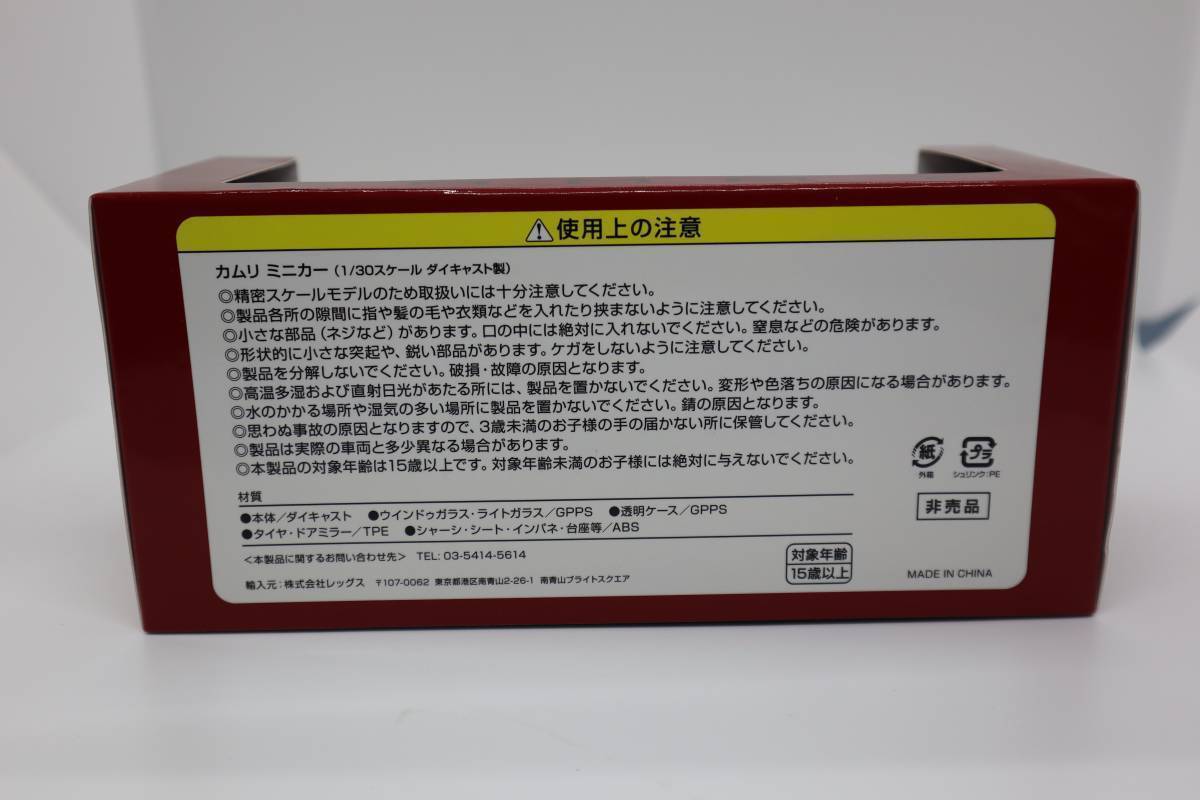 ⚠使用上の注意
カムリ ミニカー (1/30スケール ダイキャスト製)
◎精密スケールモデルのため取扱いには十分注意してください。
◎製品各所の隙間に指や髪の毛や衣類などを入れたり挟まないように注意してください。
◎小さな部品(ネジなど)があります。口の中には絶対に入れないでください。窒息などの危険があります。
◎形状的に小さな突起や、鋭い部品があります。ケガをしないように注意してください。
◎製品を分解しないでください。破損・故障の原因となります。
◎高温多湿および直射日光があたる所には、製品を置かないでください。変形や色落ちの原因になる場合があります。
◎水のかかる場所や湿気の多い場所に製品を置かないでください。錆の原因となります。
◎思わぬ事故の原因となりますので、3歳未満のお子様の手の届かない所に保管してください。
◎製品は実際の車両と多少異なる場合があります。
◎本製品の対象年齢は15歳以上です。対象年齢未満のお子様には絶対に与えないでください。
紙
外箱
プラ
シュリンク:PE
非売品
材質
●本体/ダイキャスト ●ウインドゥガラス・ライトガラス/GPPS ●透明ケース/GPPS
●タイヤ・ドアミラー/TPE ●シャーシ・シート・インパネ・台座等/ABS
<本製品に関するお問い合わせ先> TEL: 03-5414-5614
輸入元:株式会社レッグス 〒107-0062 東京都港区南青山2-26-1 南青山ブライトスクエア
対象年齢
15歳以上
MADE IN CHINA